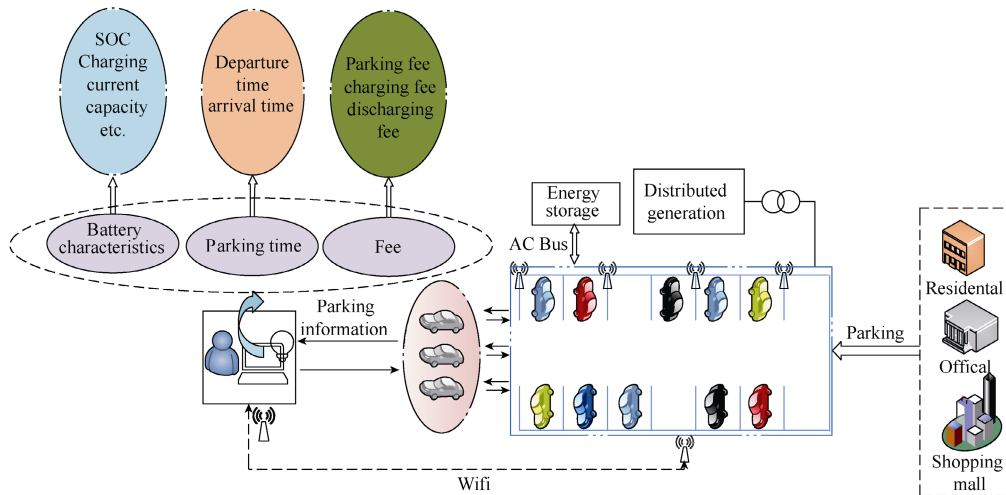 SOC
Charging
current
capacity
etc.
Departure
time
arrival time
Parking fee
charging fee
discharging
fee
Battery
characteristics
Parking time
Fee
Energy
storage
Distributed
generation
AC Bus
Parking
information
Parking
Residental
Offical
Shopping
mall
Wifi